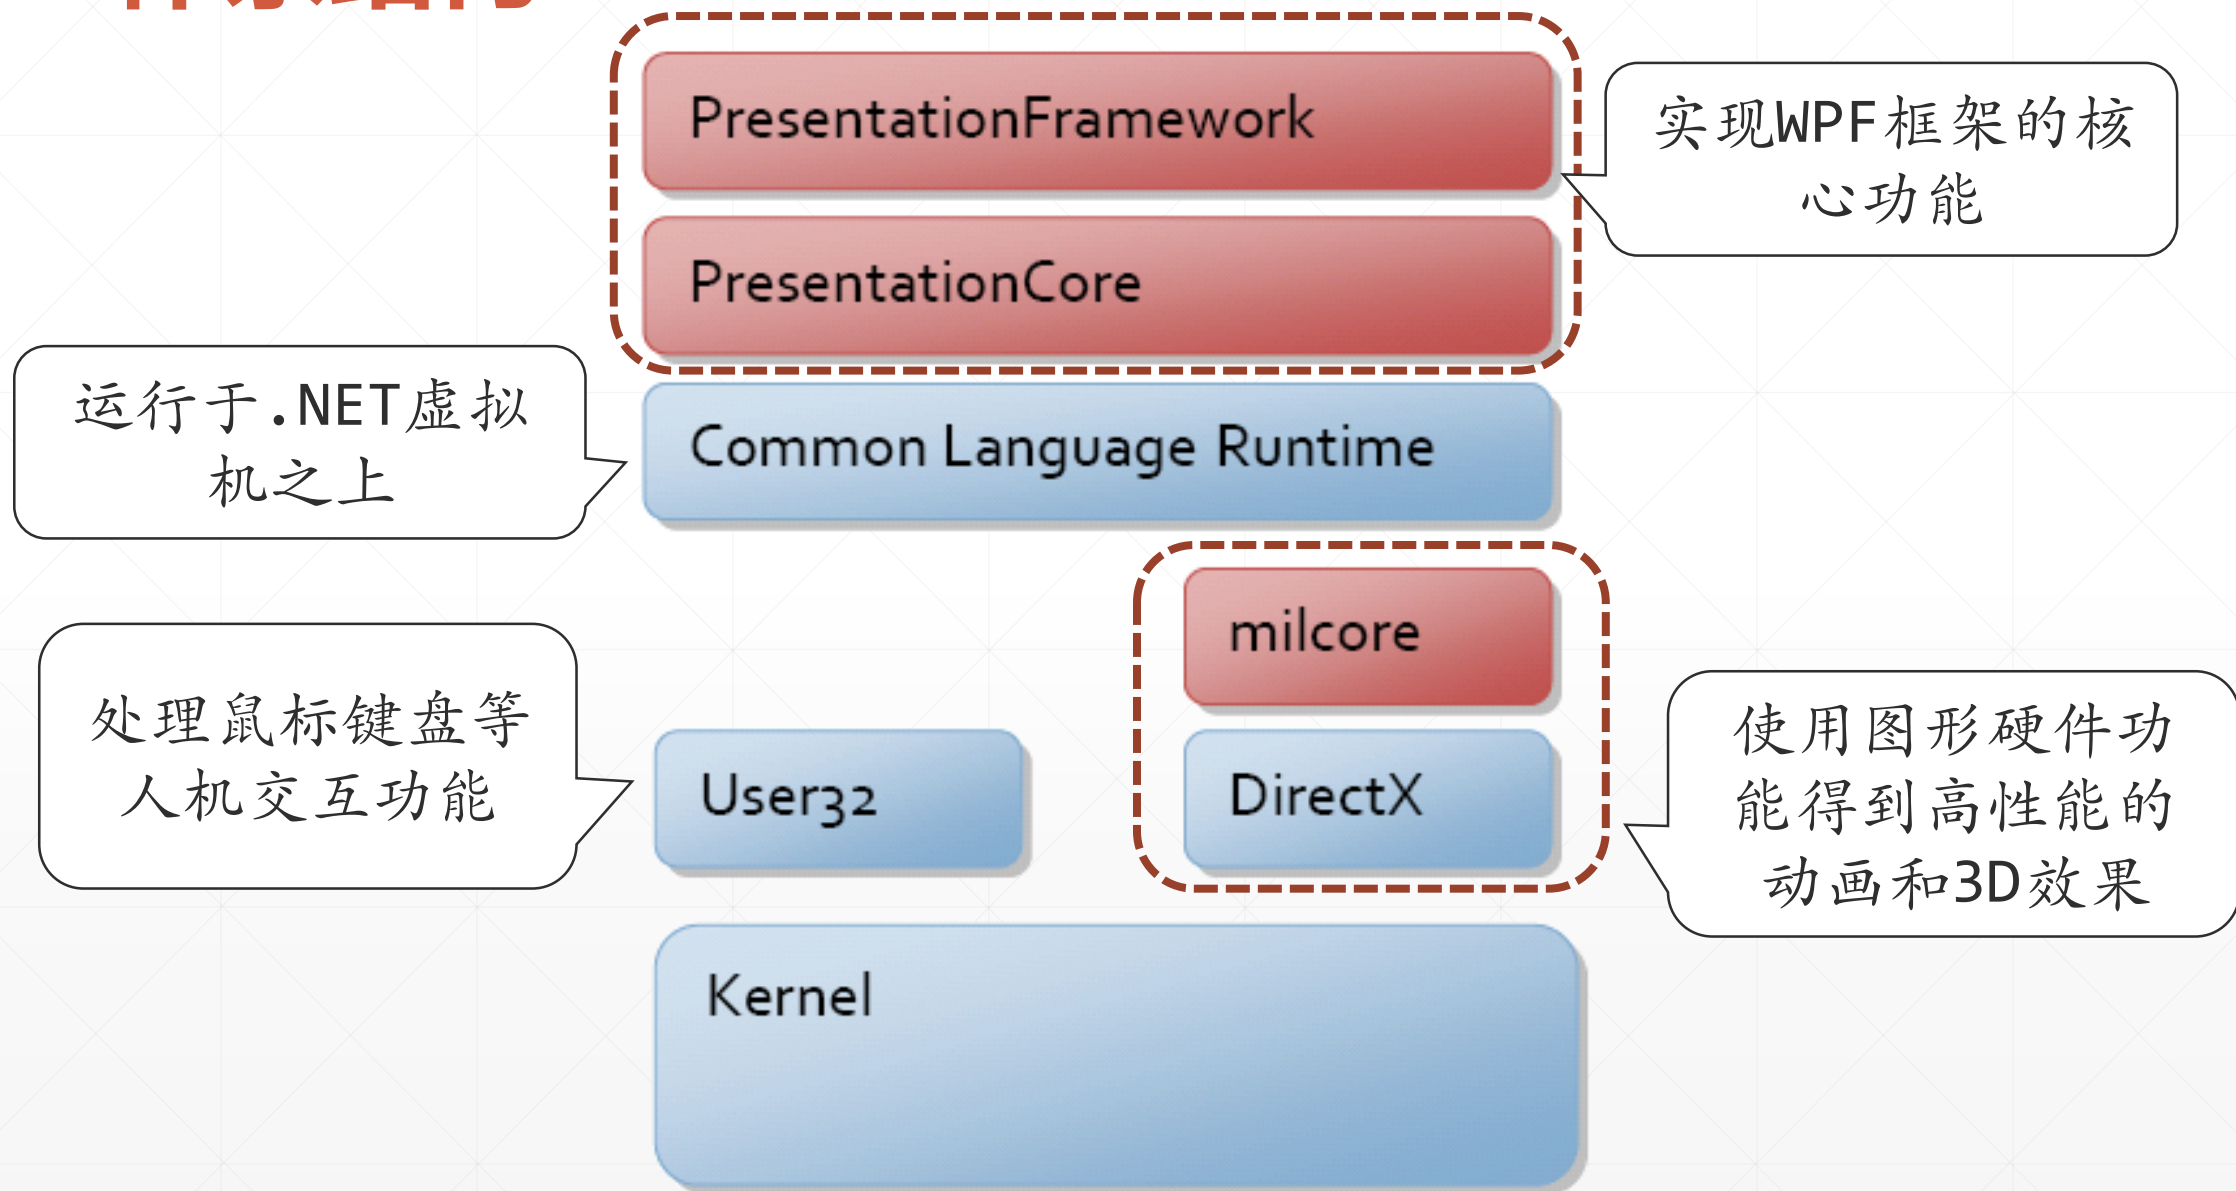 PresentationFramework
实现WPF框架的核
心功能
PresentationCore
运行于.NET虚拟
机之上
Common Language Runtime
milcore
处理鼠标键盘等
人机交互功能
User32
DirectX
使用图形硬件功
能得到高性能的
动画和3D效果
Kernel